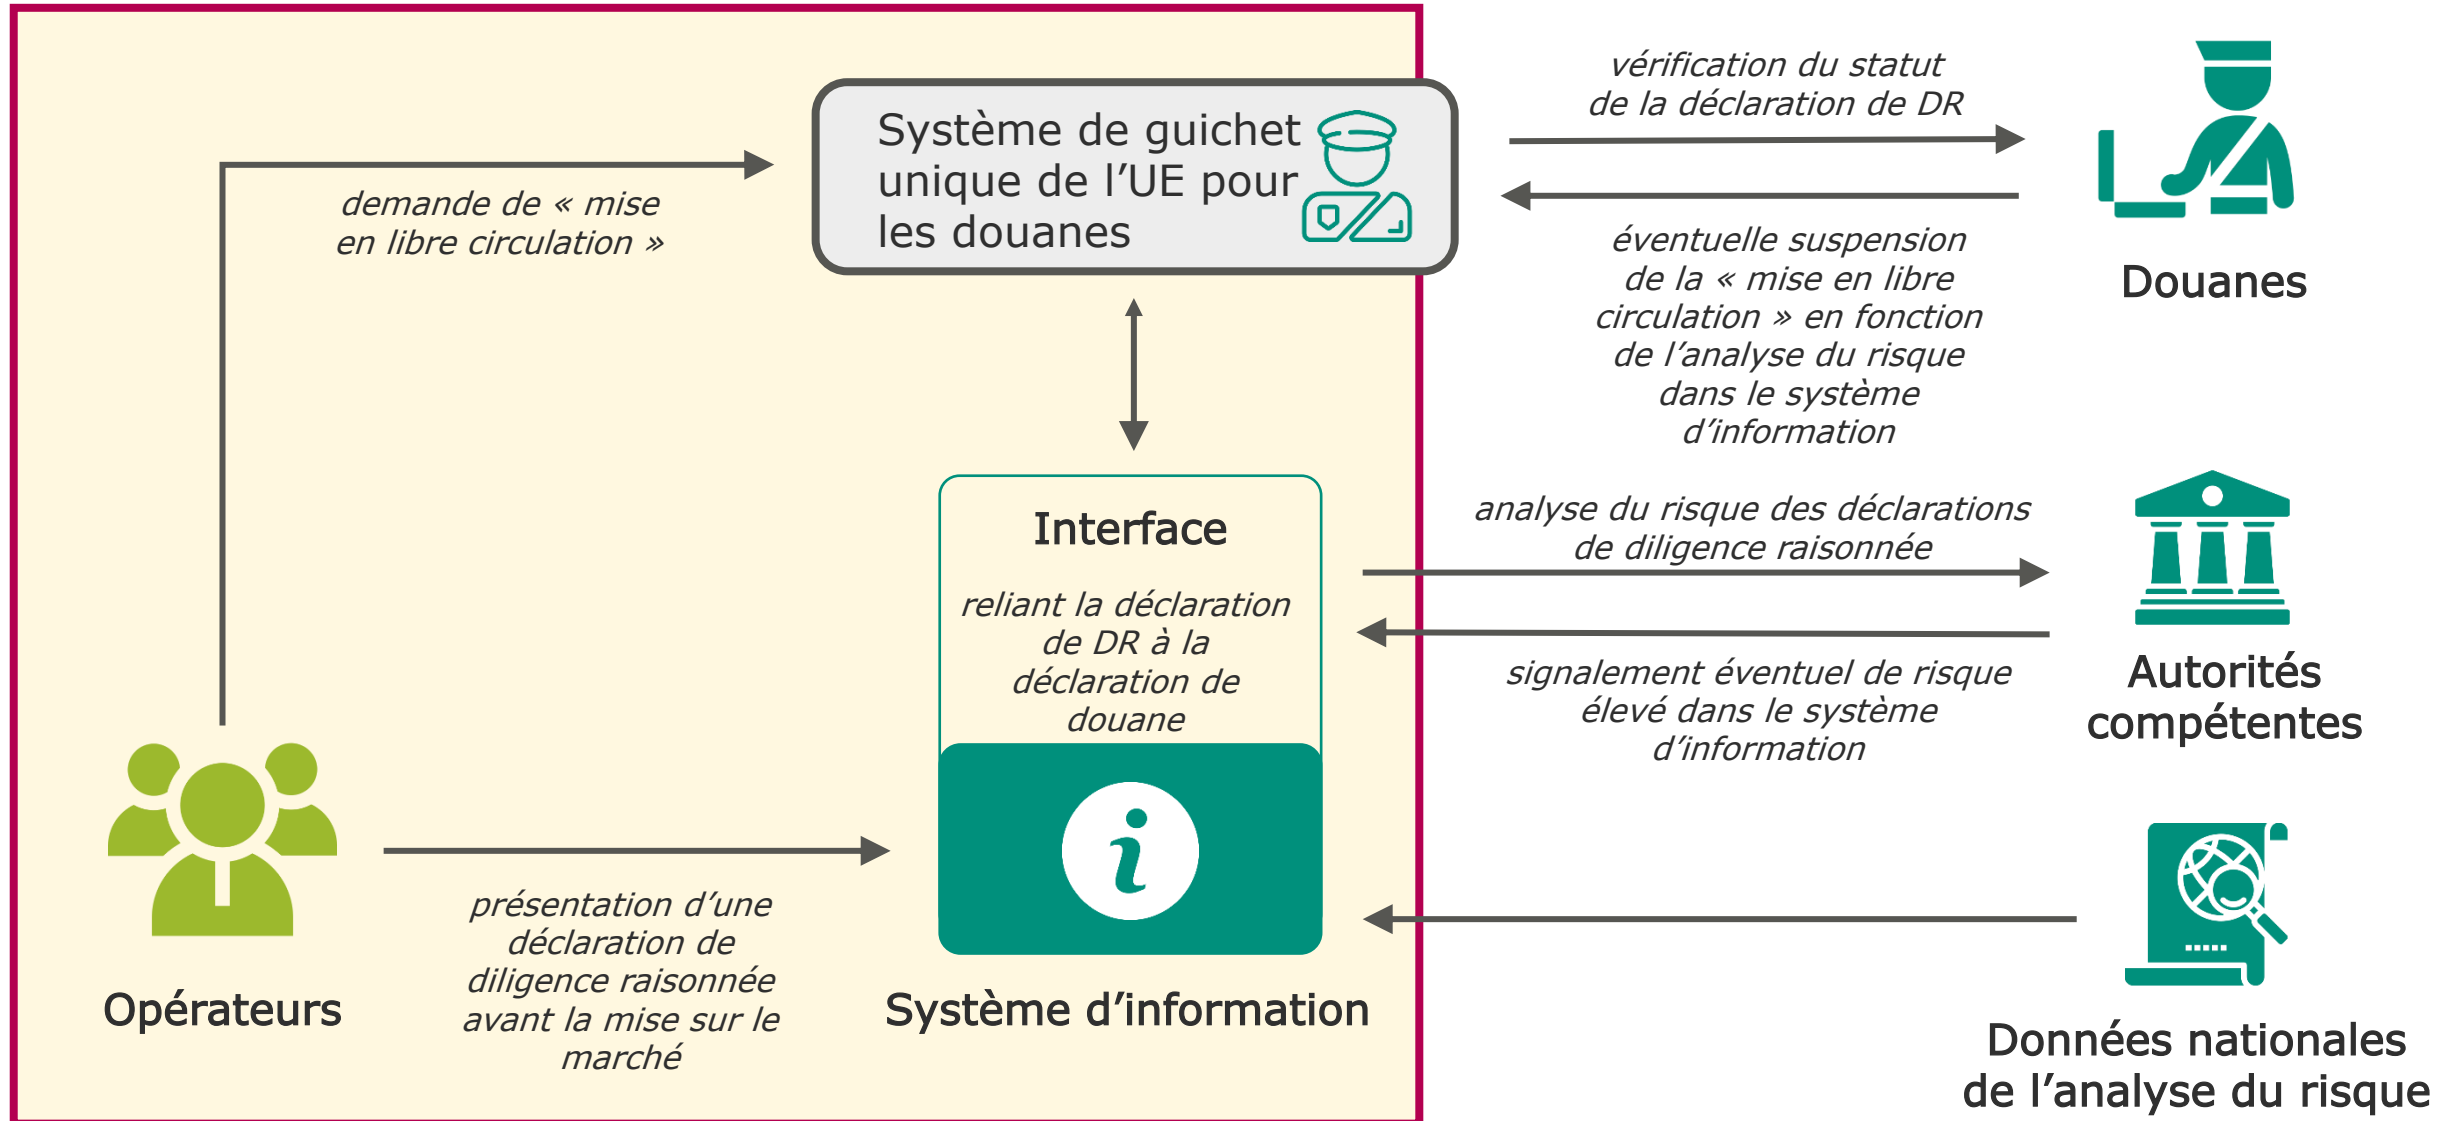 demande de « mise
en libre circulation »
Système de guichet
unique de l’UE pour
les douanes
vérification du statut
de la déclaration de DR
éventuelle suspension
de la « mise en libre
circulation » en fonction
de l’analyse du risque
dans le système
d’information
Douanes
Interface
reliant la déclaration
de DR à la
déclaration de
douane
analyse du risque des déclarations
de diligence raisonnée
signalement éventuel de risque
élevé dans le système
d’information
Autorités
compétentes
Opérateurs
présentation d’une
déclaration de
diligence raisonnée
avant la mise sur le
marché
i
Système d’information
Données nationales
de l’analyse du risque